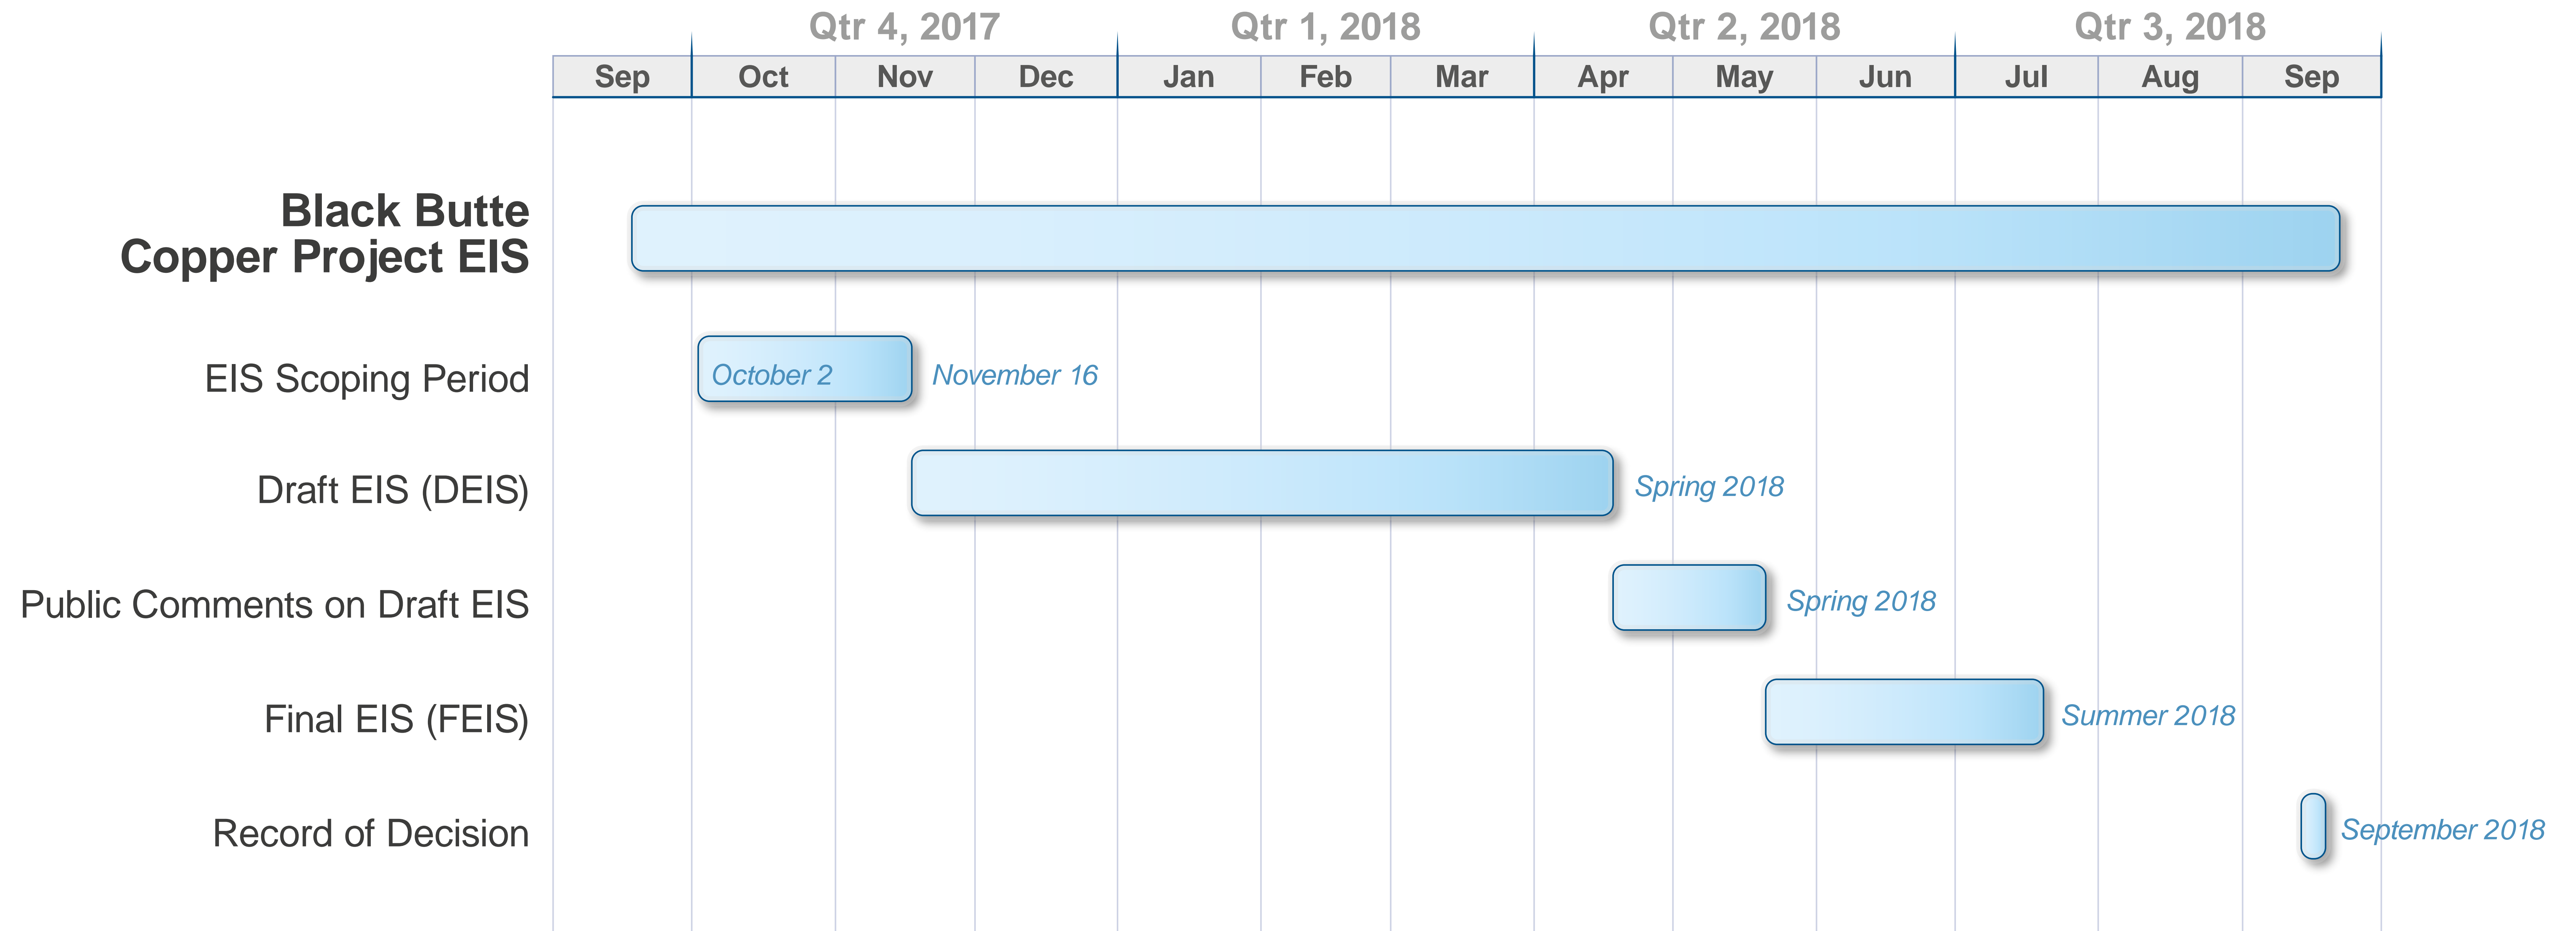 Qtr 4, 2017 Qtr 1, 2018 Qtr 2, 2018 Qtr 3, 2018
Sep Oct Nov Dec Jan Feb Mar Apr May Jun Jul Aug Sep
Black Butte
Copper Project EIS
EIS Scoping Period October 2 November 16
Draft EIS (DEIS) Spring 2018
Public Comments on Draft EIS Spring 2018
Final EIS (FEIS) Summer 2018
Record of Decision September 2018